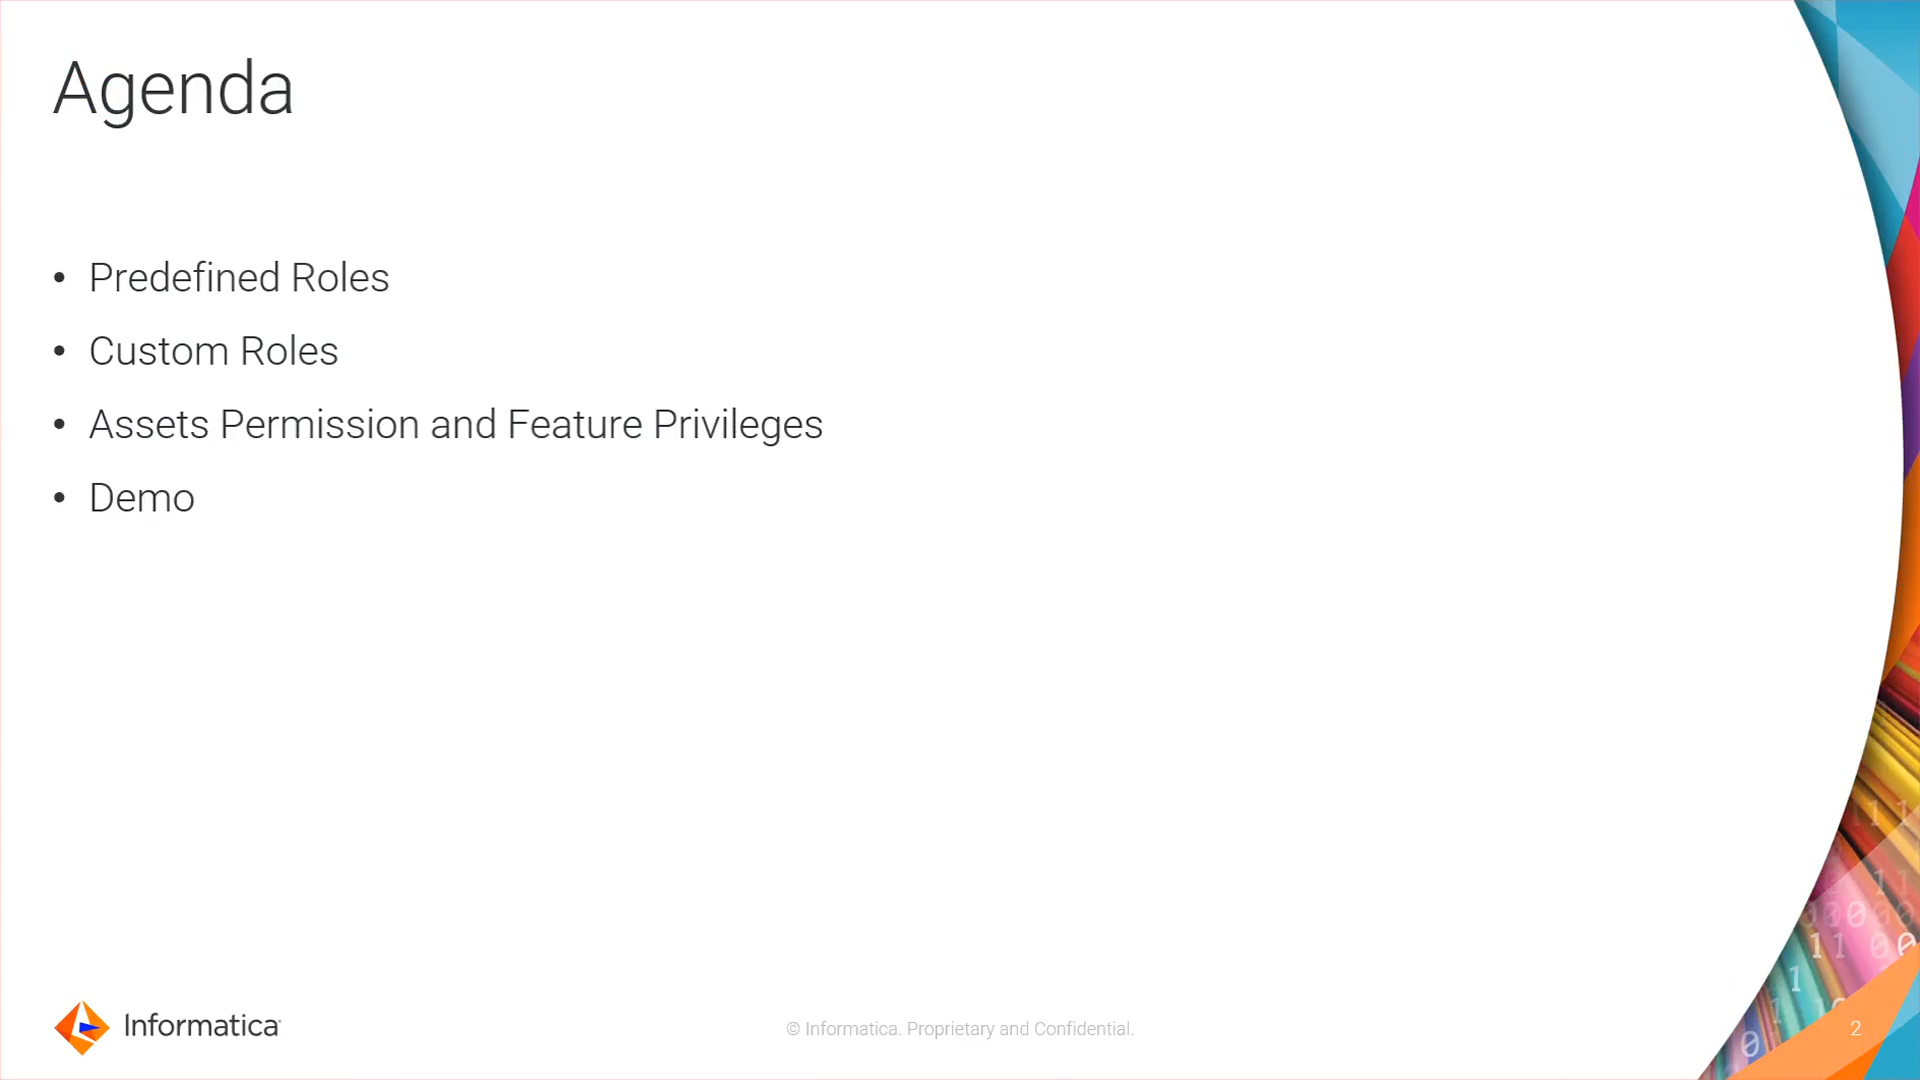 Agenda
• Predefined Roles
• Custom Roles
• Assets Permission and Feature Privileges
• Demo
Informatica
© Informatica. Proprietary and Confidential.
2